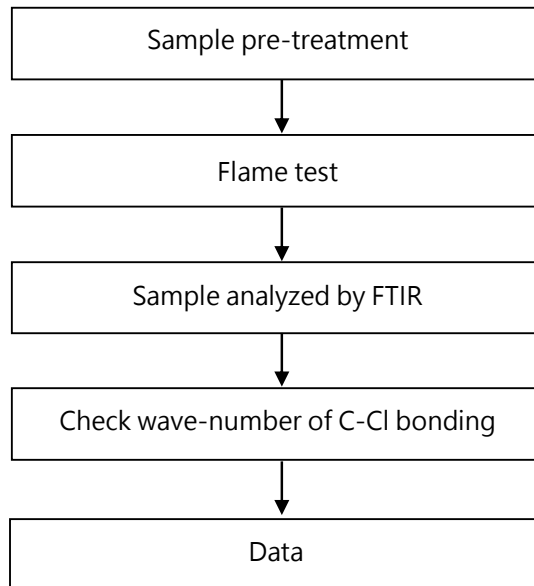 Sample pre-treatment
Flame test
Sample analyzed by FTIR
Check wave-number of C-Cl bonding
Data